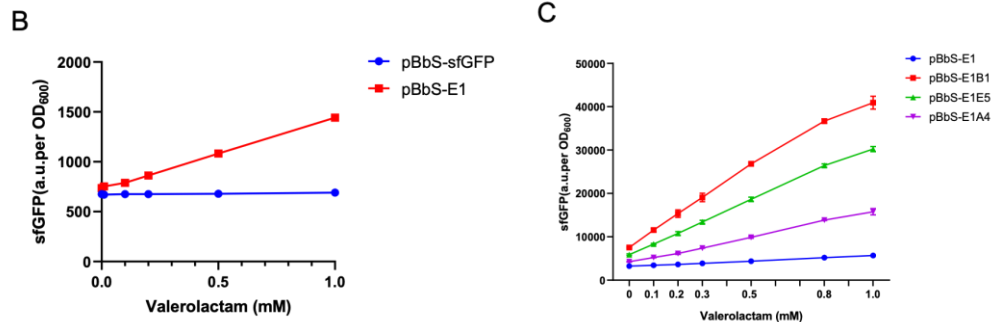 B
sfGFP(a.u.per OD600)
2000
1500
1000
500
0
0.0
0.5
1.0
Valerolactam (mM)
pBbS-sfGFP
pBbS-E1
C
sfGFP(a.u.per OD600)
50000
40000
30000
20000
10000
0
0
0.1
0.2
0.3
0.5
0.8
1.0
Valerolactam (mM)
pBbS-E1
pBbS-E1B1
pBbS-E1E5
pBbS-E1A4